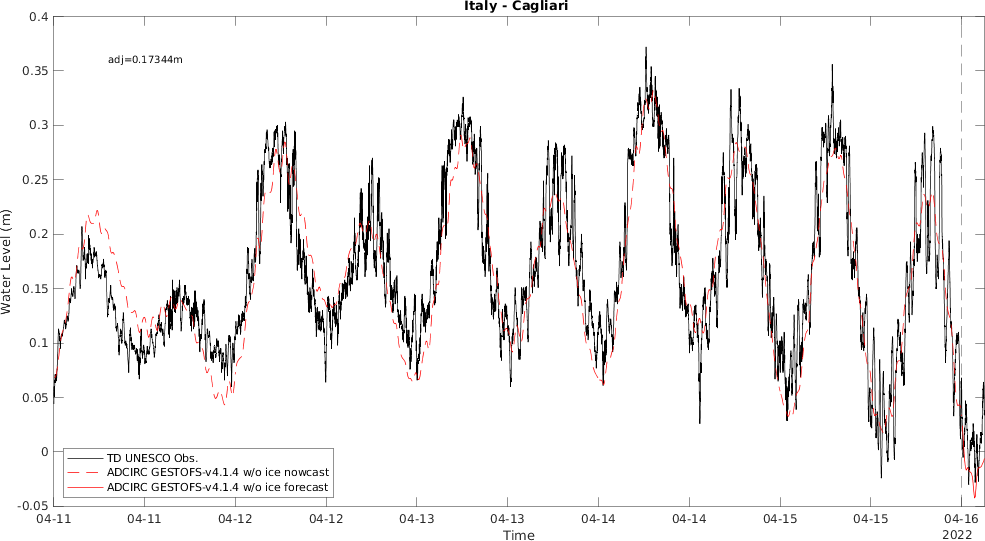 Italy - Cagliari
0.4
0.35
0.3
0.25
0.2
0.15
0.1
0.05
0
-0.05
Water Level (m)
adj=0.17344m
TD UNESCO Obs.
ADCIRC GESTOFS-v4.1.4 w/o ice nowcast
ADCIRC GESTOFS-v4.1.4 w/o ice forecast
04-11 04-11 04-12 04-12 04-13 04-13 04-14 04-14 04-15 04-15 04-16
2022
Time